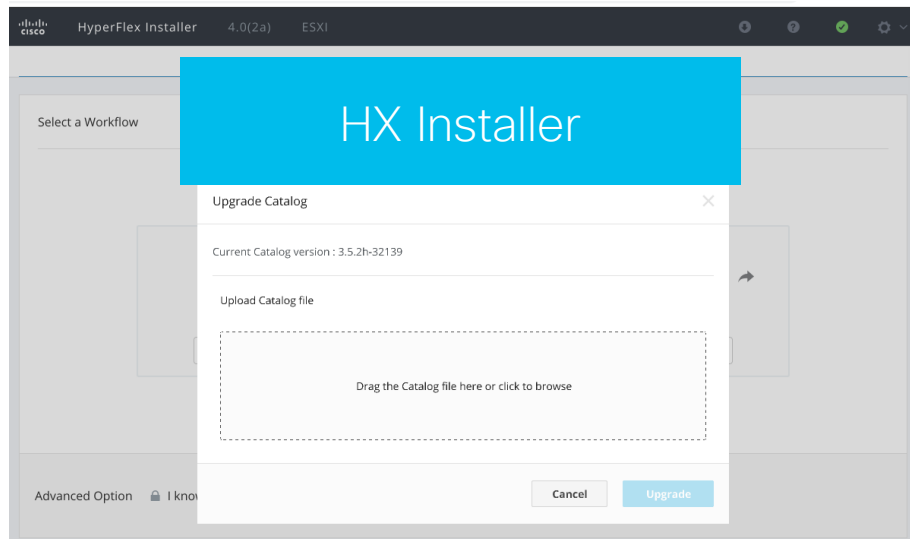 cisco
HyperFlex Installer 4.0(2a) ESXI
HX Installer
Select a Workflow
Upgrade Catalog
Current Catalog version : 3.5.2h-32139
Upload Catalog file
Drag the Catalog file here or click to browse
Cancel Upgrade
Advanced Option I know